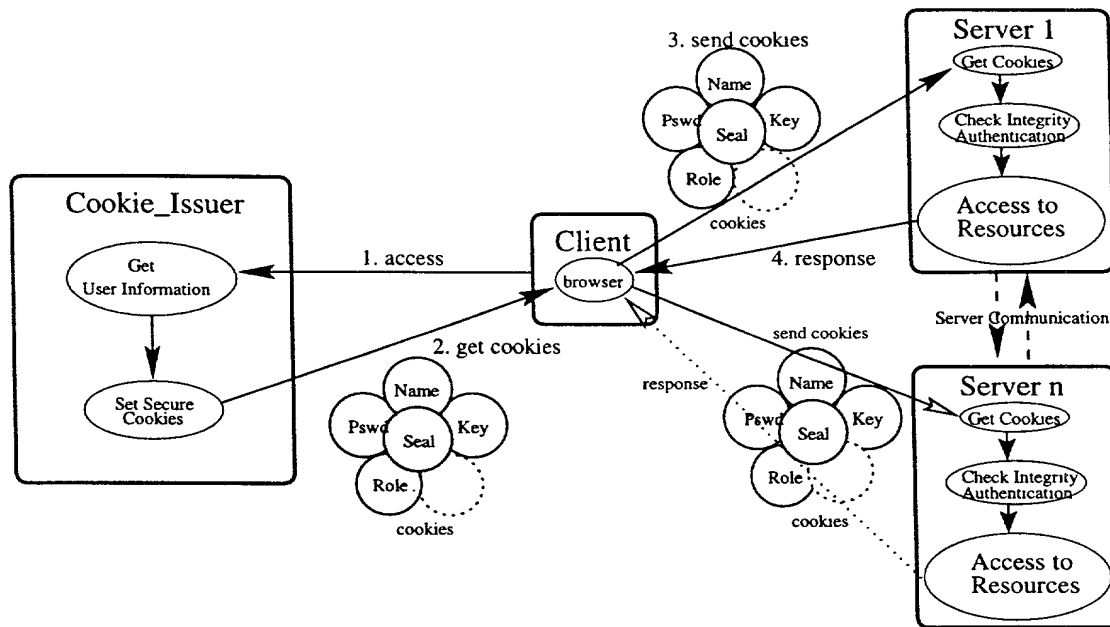 Cookie_Issuer
Get
User Information
Set Secure
Cookies
1. access
2. get cookies
Name
Pswd
Seal
Key
Role
cookies
Client
browser
3. send cookies
Name
Pswd
Seal
Key
Role
cookies
4. response
Server 1
Get Cookies
Check Integrity
Authentication
Access to
Resources
Server Communication
send cookies
response
Name
Pswd
Seal
Key
Role
cookies
Server n
Get Cookies
Check Integrity
Authentication
Access to
Resources